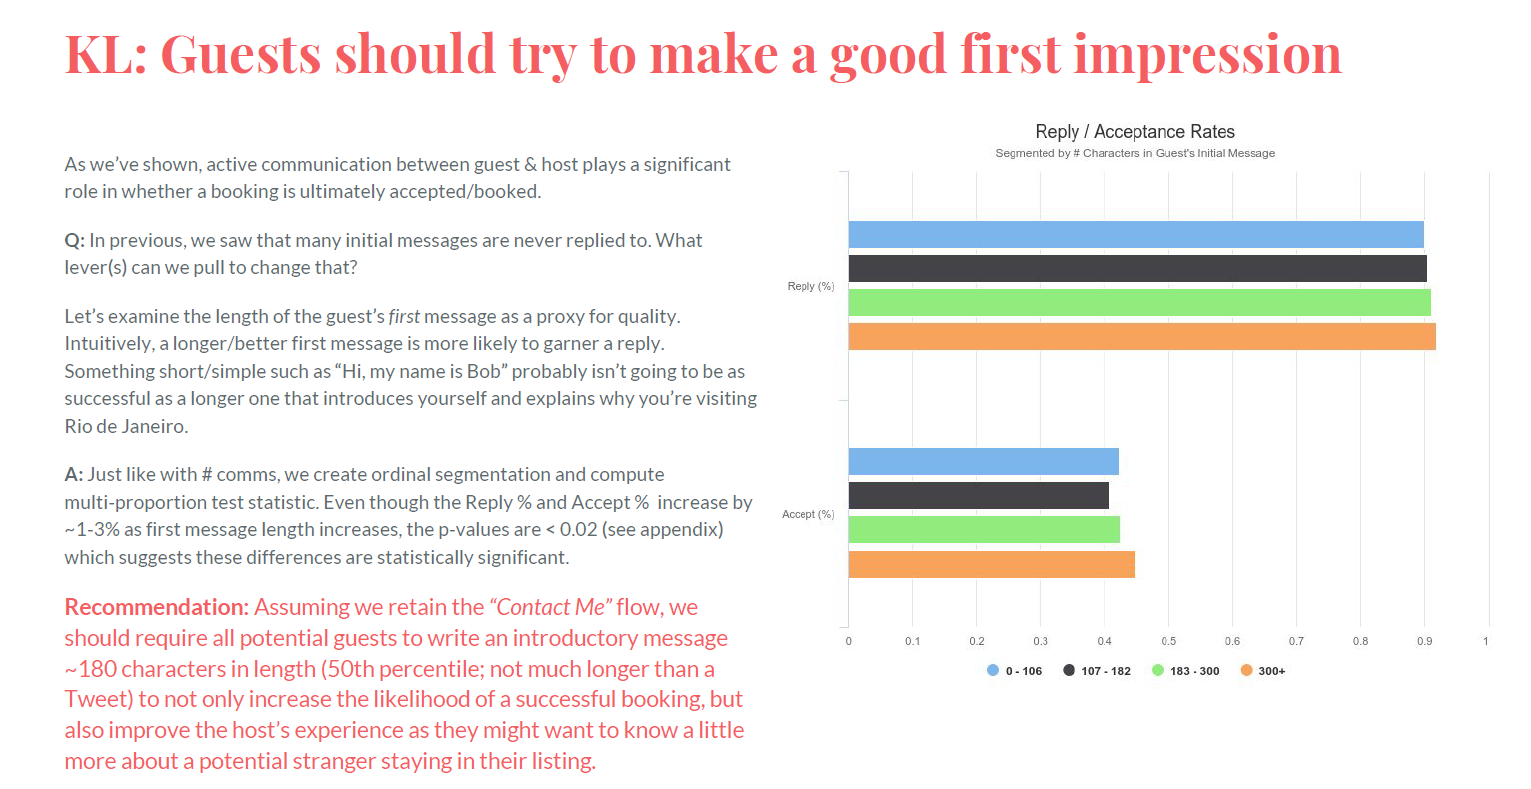 KL: Guests should try to make a good first impression
As we’ve shown, active communication between guest & host plays a significant
role in whether a booking is ultimately accepted/booked.
Q: In previous, we saw that many initial messages are never replied to. What
lever(s) can we pull to change that?
Let’s examine the length of the guest’s first message as a proxy for quality.
Intuitively, a longer/better first message is more likely to garner a reply.
Something short/simple such as “Hi, my name is Bob” probably isn’t going to be as
successful as a longer one that introduces yourself and explains why you’re visiting
Rio de Janeiro.
A: Just like with # comms, we create ordinal segmentation and compute
multi-proportion test statistic. Even though the Reply % and Accept %  increase by
~1-3% as first message length increases, the p-values are < 0.02 (see appendix)
which suggests these differences are statistically significant.
Recommendation: Assuming we retain the “Contact Me” flow, we
should require all potential guests to write an introductory message
~180 characters in length (50th percentile; not much longer than a
Tweet) to not only increase the likelihood of a successful booking, but
also improve the host’s experience as they might want to know a little
more about a potential stranger staying in their listing.
Reply / Acceptance Rates
Segmented by # Characters in Guest's Initial Message
Reply (%)
Accept (%)
0 0.1 0.2 0.3 0.4 0.5 0.6 0.7 0.8 0.9 1
0 - 106 107 - 182 183 - 300 300+